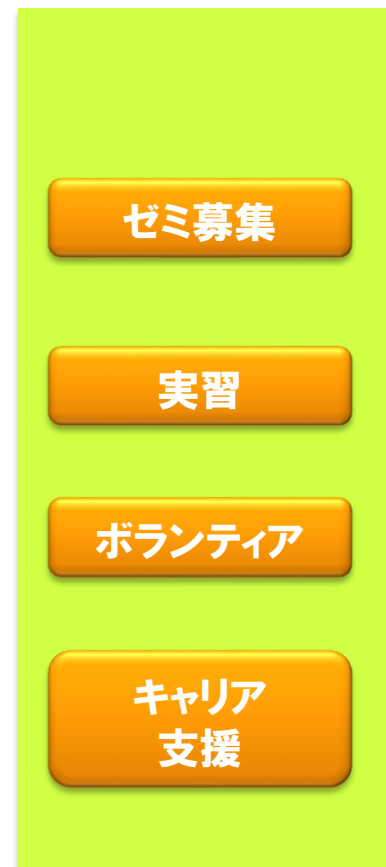 ゼミ募集
実習
ボランティア
キャリア
支援